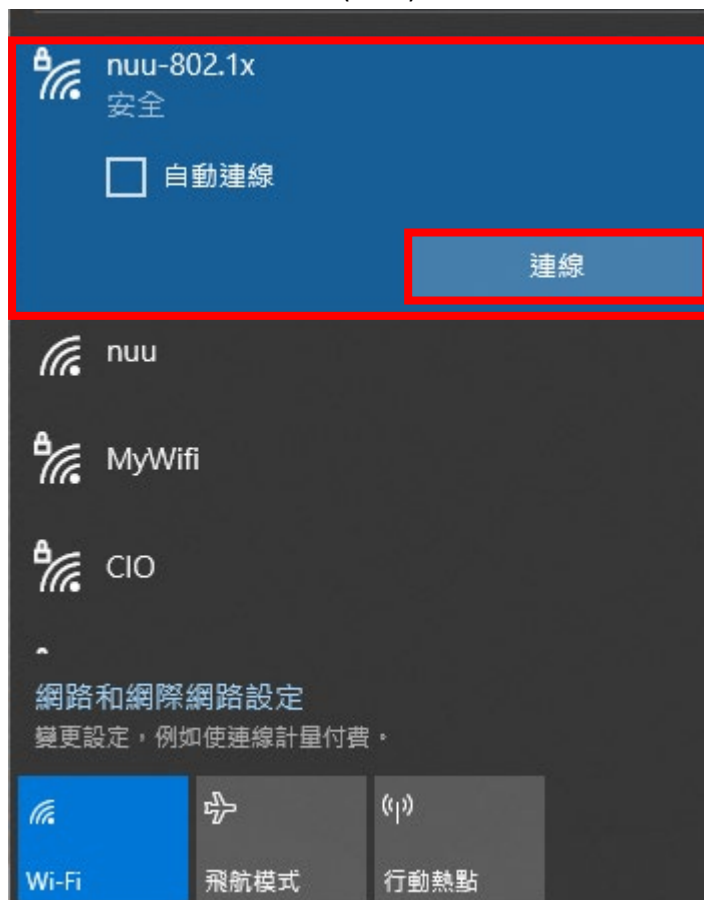 nuu-802.1x
安全
自動連線
連線
nuu
MyWifi
CIO
網路和網際網路設定
變更設定，例如使連線計量付費。
Wi-Fi
飛航模式
行動熱點